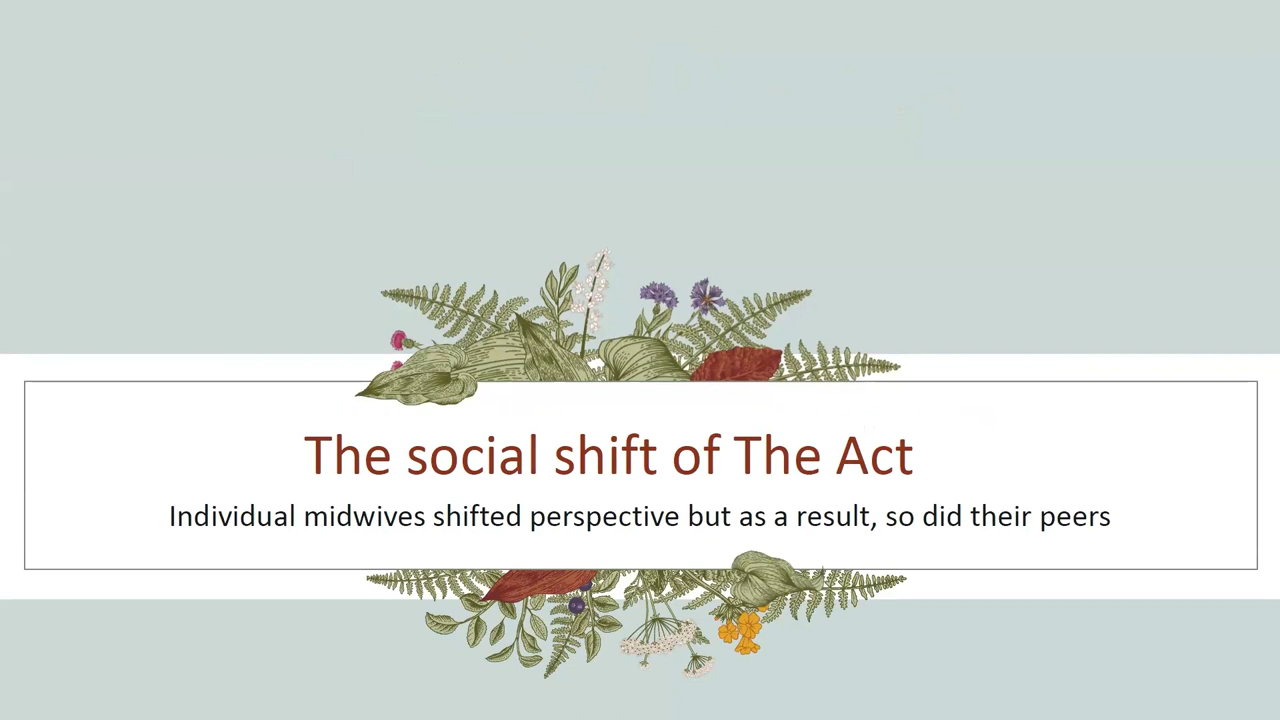 The social shift of The Act
Individual midwives shifted perspective but as a result, so did their peers